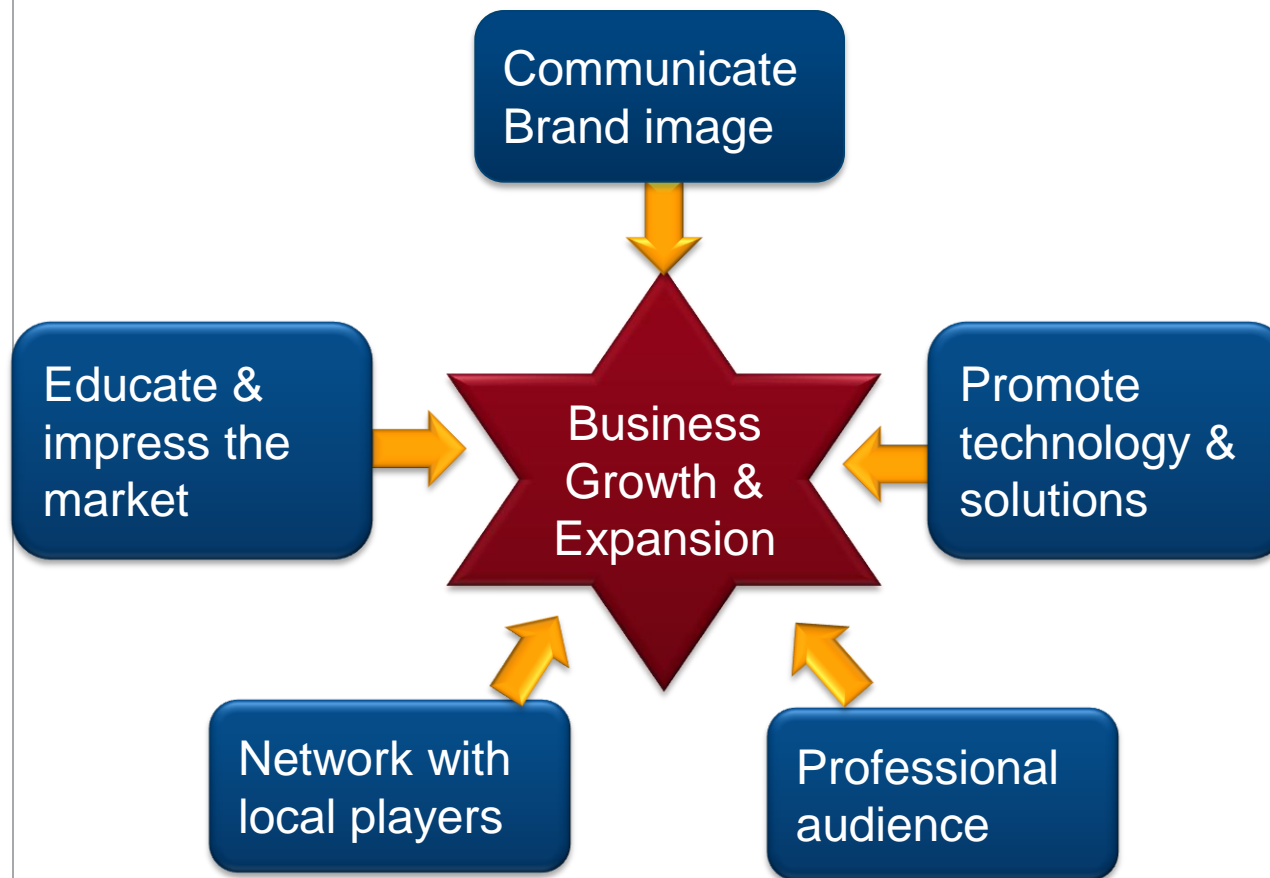 Communicate
Brand image
Educate &
impress the
market
Business
Growth &
Expansion
Promote
technology &
solutions
Network with
local players
Professional
audience